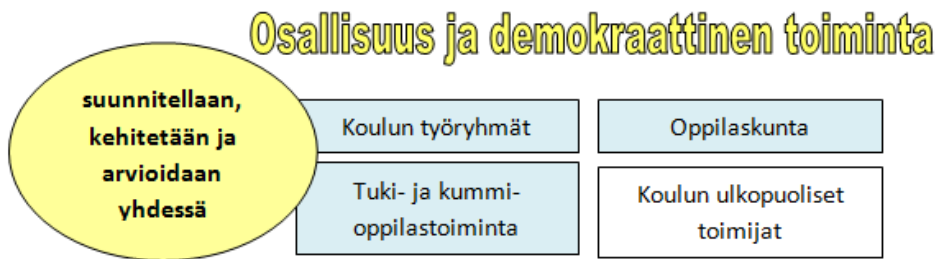 Osallisuus ja demokraattinen toiminta
suunnitellaan,
kehitetään ja
arvioidaan
yhdessä
Koulun työryhmät
Oppilaskunta
Tuki- ja kummi-
oppilastoiminta
Koulun ulkopuoliset
toimijat